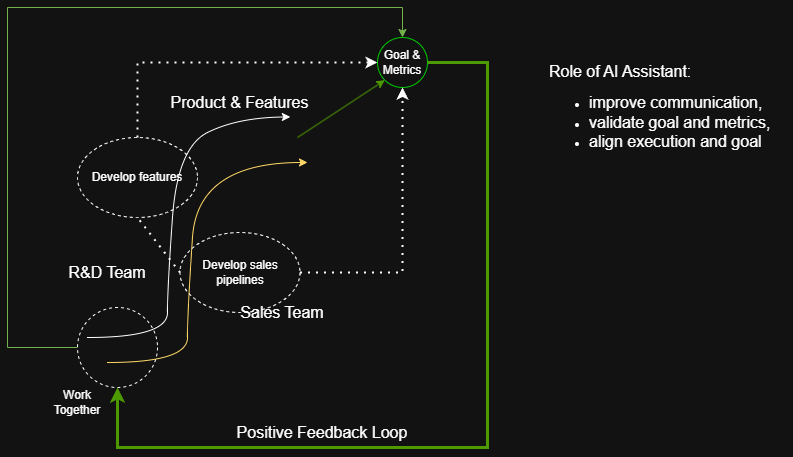 Goal &
Metrics
Role of AI Assistant:
improve communication,
validate goal and metrics,
align execution and goal
Product & Features
Develop features
R&D Team
Develop sales
pipelines
Sales Team
Work
Together
Positive Feedback Loop